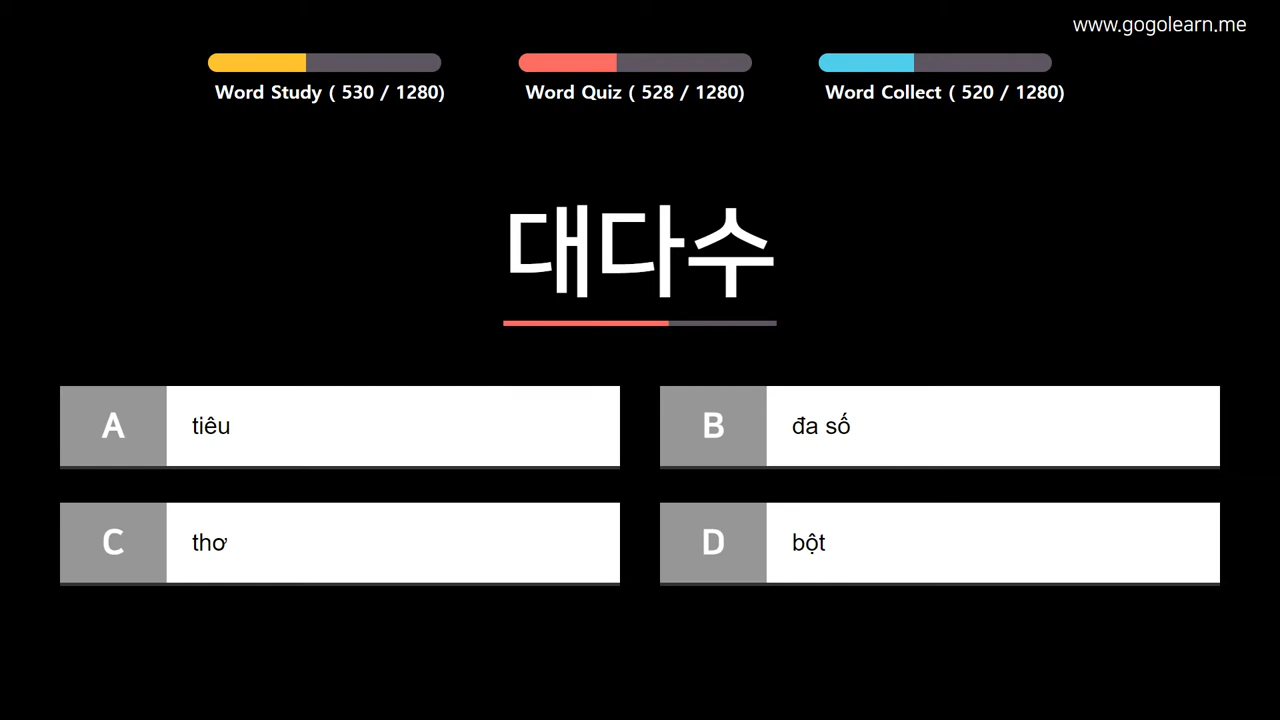 www.gogolearn.me
Word Study ( 530 / 1280)
Word Quiz ( 528 / 1280)
Word Collect ( 520 / 1280)
대다수
A tiêu
B đa số
C thơ
D bột